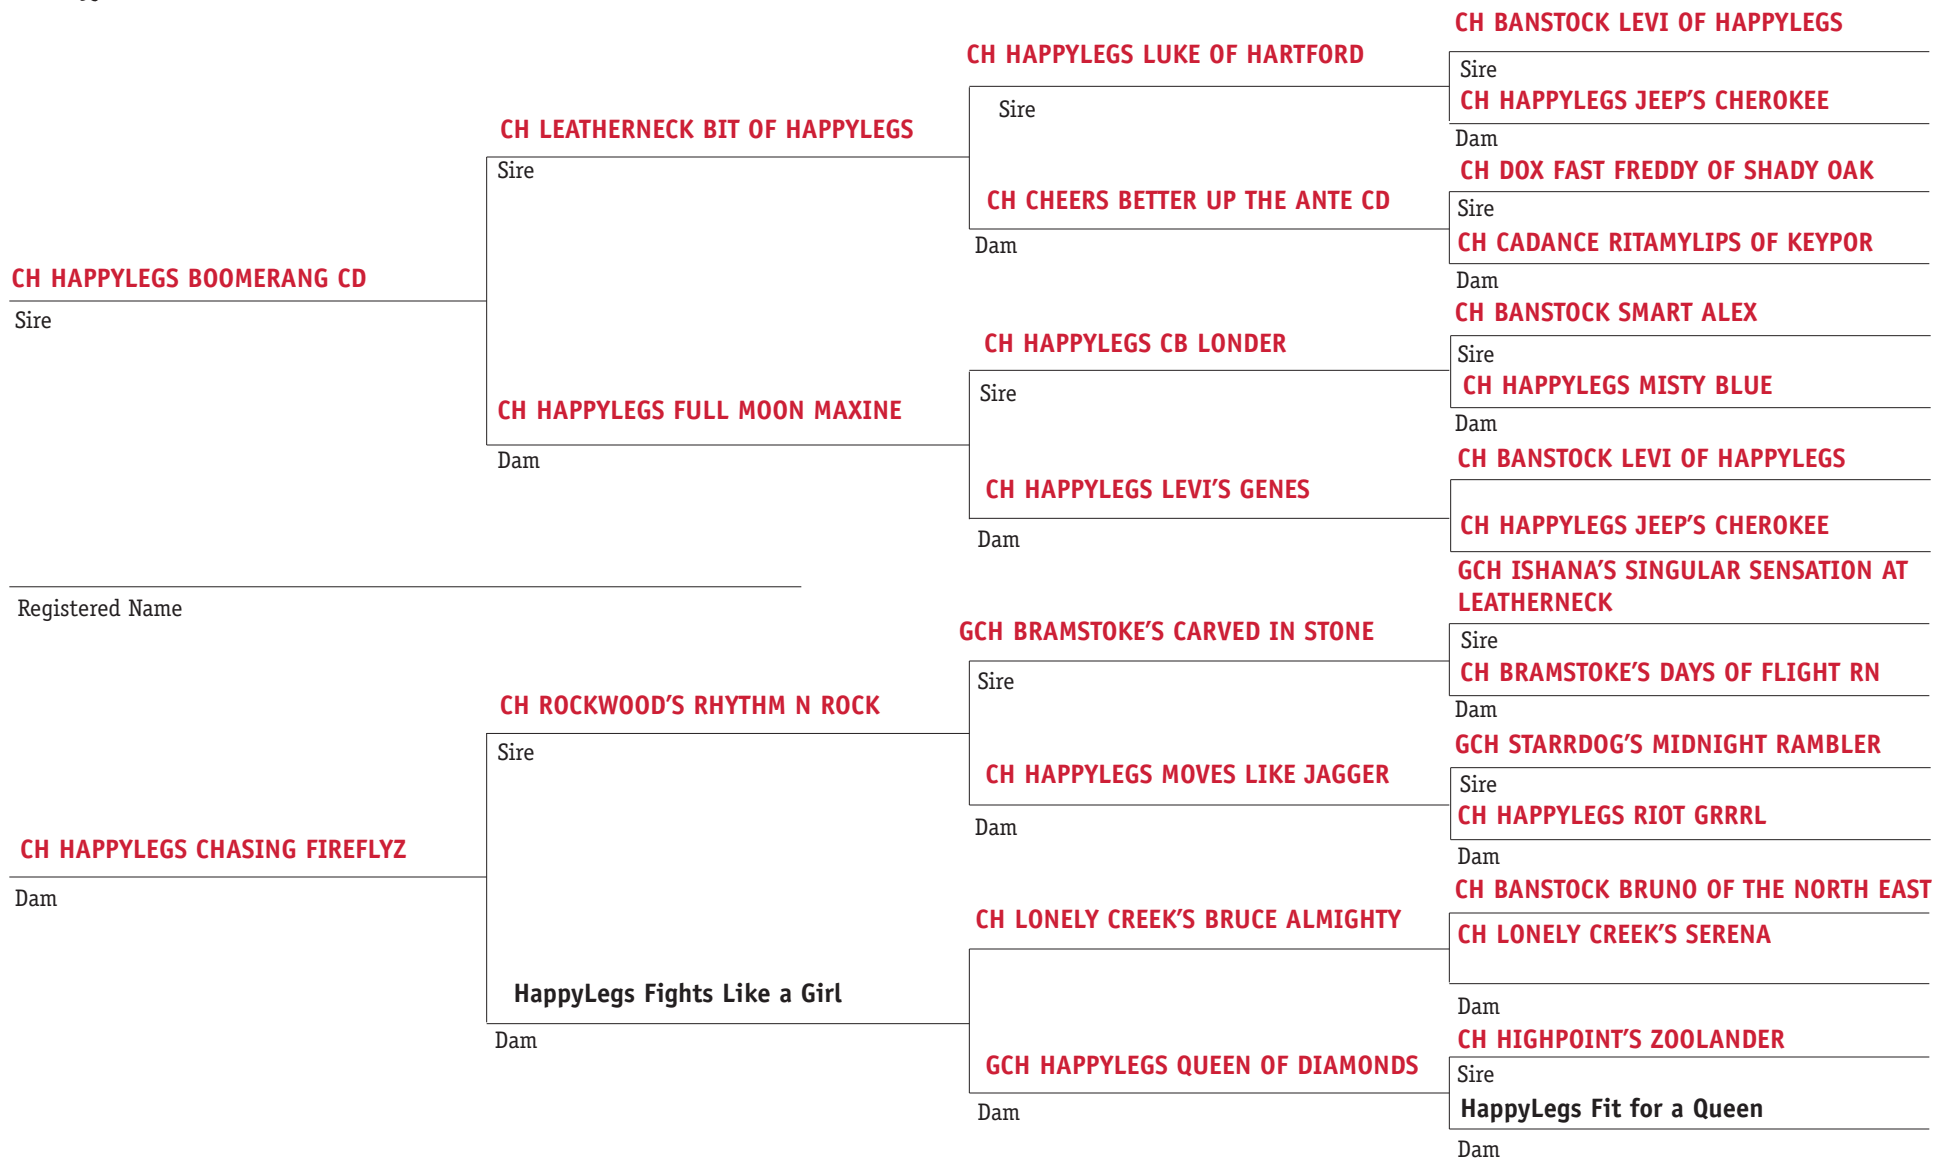 CH BANSTOCK LEVI OF HAPPYLEGS
CH HAPPYLEGS LUKE OF HARTFORD
Sire
CH HAPPYLEGS JEEP'S CHEROKEE
Sire
CH LEATHERNECK BIT OF HAPPYLEGS
Dam
Sire
CH DOX FAST FREDDY OF SHADY OAK
CH CHEERS BETTER UP THE ANTE CD
Sire
Dam
CH CADANCE RITAMYLIPS OF KEYPOR
CH HAPPYLEGS BOOMERANG CD
Dam
Sire
CH BANSTOCK SMART ALEX
CH HAPPYLEGS CB LONDER
Sire
Sire
CH HAPPYLEGS MISTY BLUE
CH HAPPYLEGS FULL MOON MAXINE
Dam
Dam
CH BANSTOCK LEVI OF HAPPYLEGS
CH HAPPYLEGS LEVI'S GENES
CH HAPPYLEGS JEEP'S CHEROKEE
Dam
GCH ISHANA'S SINGULAR SENSATION AT
LEATHERNECK
Registered Name
GCH BRAMSTOKE'S CARVED IN STONE
Sire
CH BRAMSTOKE'S DAYS OF FLIGHT RN
Sire
CH ROCKWOOD'S RHYTHM N ROCK
Dam
GCH STARRDOG'S MIDNIGHT RAMBLER
Sire
CH HAPPYLEGS MOVES LIKE JAGGER
Sire
CH HAPPYLEGS RIOT GRRRL
Dam
CH HAPPYLEGS CHASING FIREFLYZ
Dam
Dam
CH BANSTOCK BRUNO OF THE NORTH EAST
CH LONELY CREEK'S BRUCE ALMIGHTY
CH LONELY CREEK'S SERENA
HappyLegs Fights Like a Girl
Dam
Dam
CH HIGHPOINT'S ZOOLANDER
GCH HAPPYLEGS QUEEN OF DIAMONDS
Sire
Dam
HappyLegs Fit for a Queen
Dam